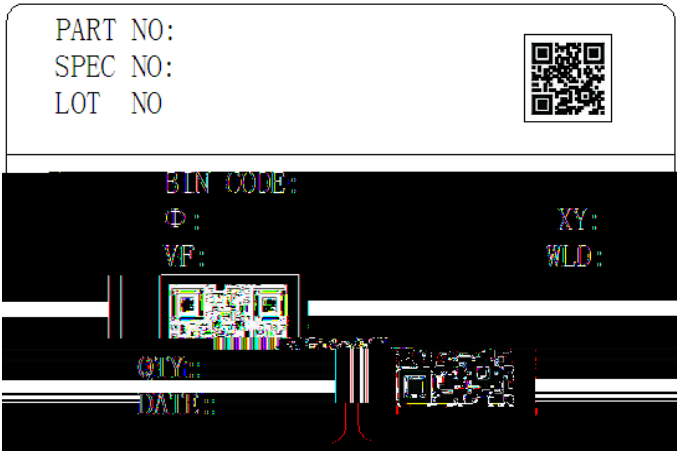 PART NO:
SPEC NO:
LOT NO
BIN CODE:
Φ:
XY:
VF:
WLD:
QTY:
DATE: